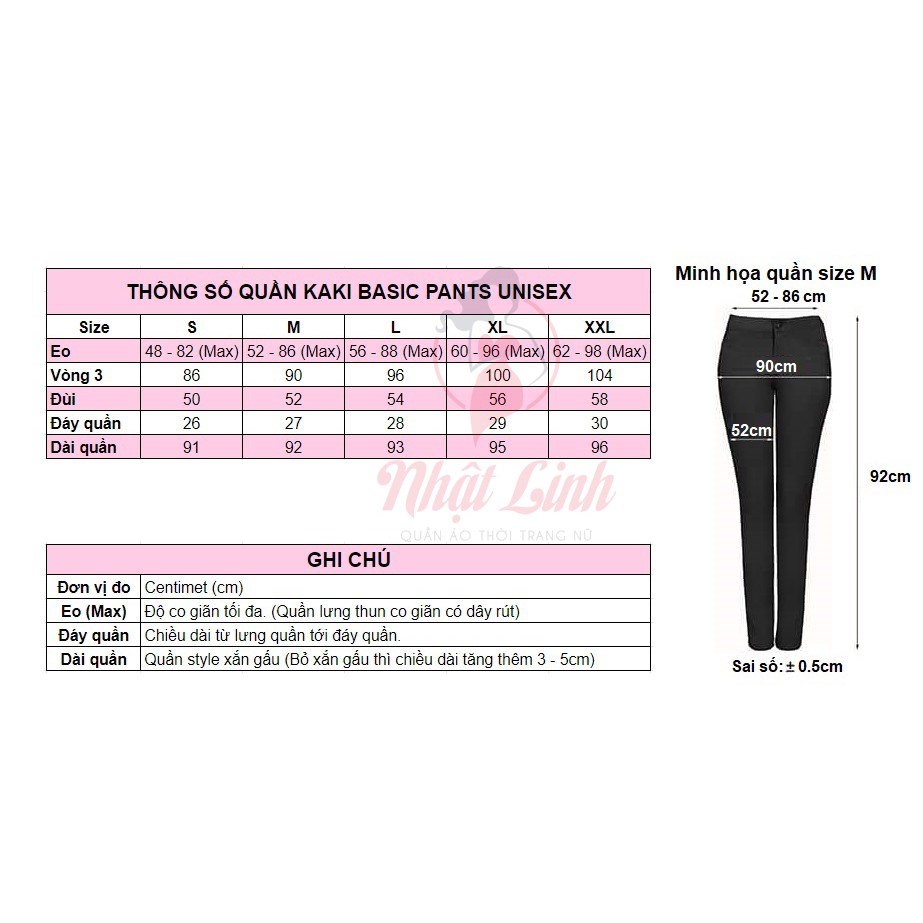 THÔNG SỐ QUẦN KAKI BASIC PANTS UNISEX
Size S M L XL XXL
Eo 48 - 82 (Max) 52 - 86 (Max) 56 - 88 (Max) 60 - 96 (Max) 62 - 98 (Max)
Vòng 3 86 90 96 100 104
Đùi 50 52 54 56 58
Đáy quần 26 27 28 29 30
Dài quần 91 92 93 95 96
Nhật Linh
QUẦN ÁO THỜI TRANG NỮ
GHI CHÚ
Đơn vị đo Centimet (cm)
Eo (Max) Độ co giãn tối đa. (Quần lưng thun co giãn có dây rút)
Đáy quần Chiều dài từ lưng quần tới đáy quần.
Dài quần Quần style xắn gấu (Bỏ xắn gấu thì chiều dài tăng thêm 3 - 5cm)
Minh họa quần size M
52 - 86 cm
90cm
52cm
92cm
Sai số: ± 0.5cm